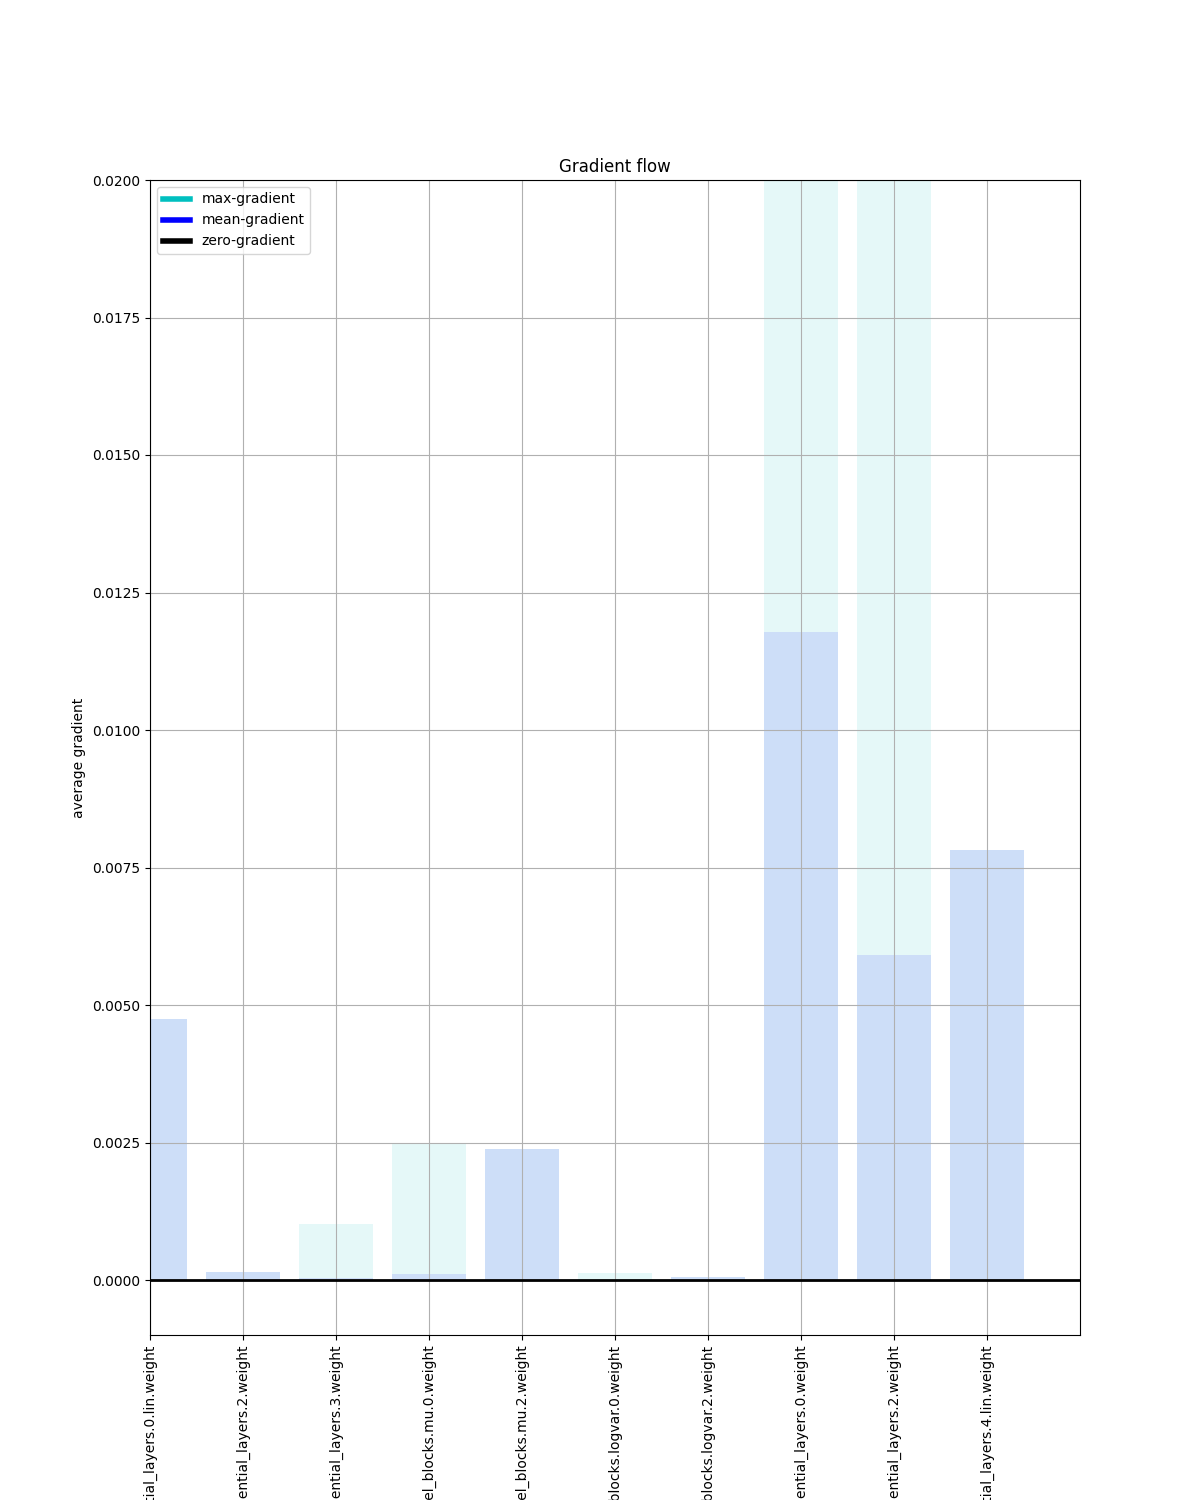 Gradient flow
max-gradient
mean-gradient
zero-gradient
0.0200
0.0175
0.0150
0.0125
0.0100
0.0075
0.0050
0.0025
0.0000
average gradient
tial_layers.0.lin.weight
ential_layers.2.weight
ential_layers.3.weight
el_blocks.mu.0.weight
el_blocks.mu.2.weight
blocks.logvar.0.weight
blocks.logvar.2.weight
ential_layers.0.weight
ential_layers.2.weight
tial_layers.4.lin.weight